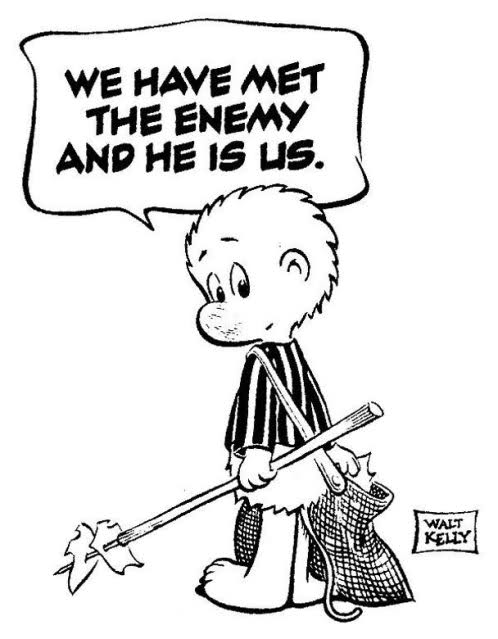 WE HAVE MET
THE ENEMY
AND HE IS US.
WALT
KELLY